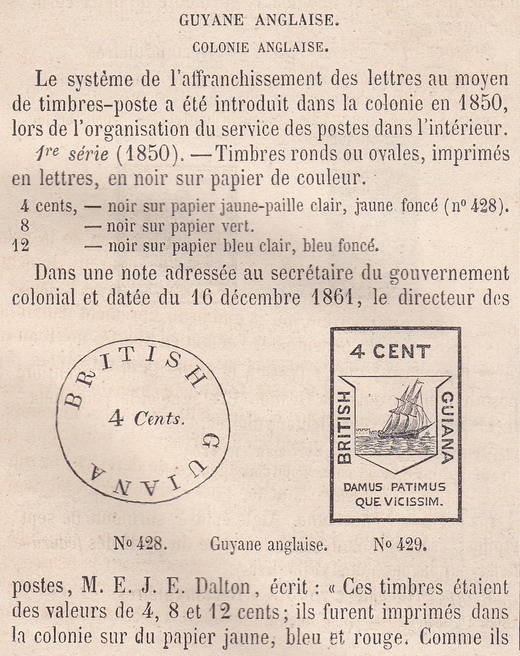 GUYANE ANGLAISE.
COLONIE ANGLAISE.
Le système de l'affranchissement des lettres au moyen
de timbres-poste a été introduit dans la colonie en 1850,
lors de l'organisation du service des postes dans l'intérieur.
1re série (1850). — Timbres ronds ou ovales, imprimés
en lettres, en noir sur papier de couleur.
4 cents, — noir sur papier jaune-paille clair, jaune foncé (no 428).
8 — noir sur papier vert.
12 — noir sur papier bleu clair, bleu foncé.
Dans une note adressée au secrétaire du gouvernement
colonial et datée du 16 décembre 1861, le directeur des
BRITISH
4 Cents.
GUIANA
4 CENT
BRITISH
GUIANA
DAMUS PATIMUS
QUE VICISSIM.
No 428. Guyane anglaise. No 429.
postes, M. E. J. E. Dalton, écrit : « Ces timbres étaient
des valeurs de 4, 8 et 12 cents ; ils furent imprimés dans
la colonie sur du papier jaune, bleu et rouge. Comme ils